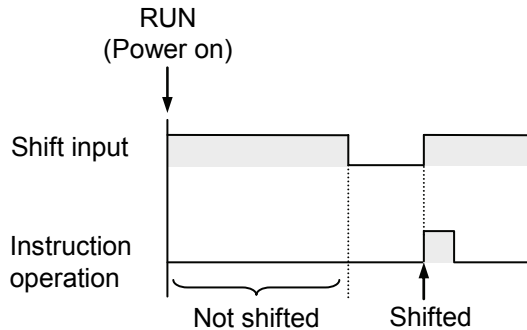 RUN
(Power on)
Shift input
Instruction
operation
Not shifted
Shifted